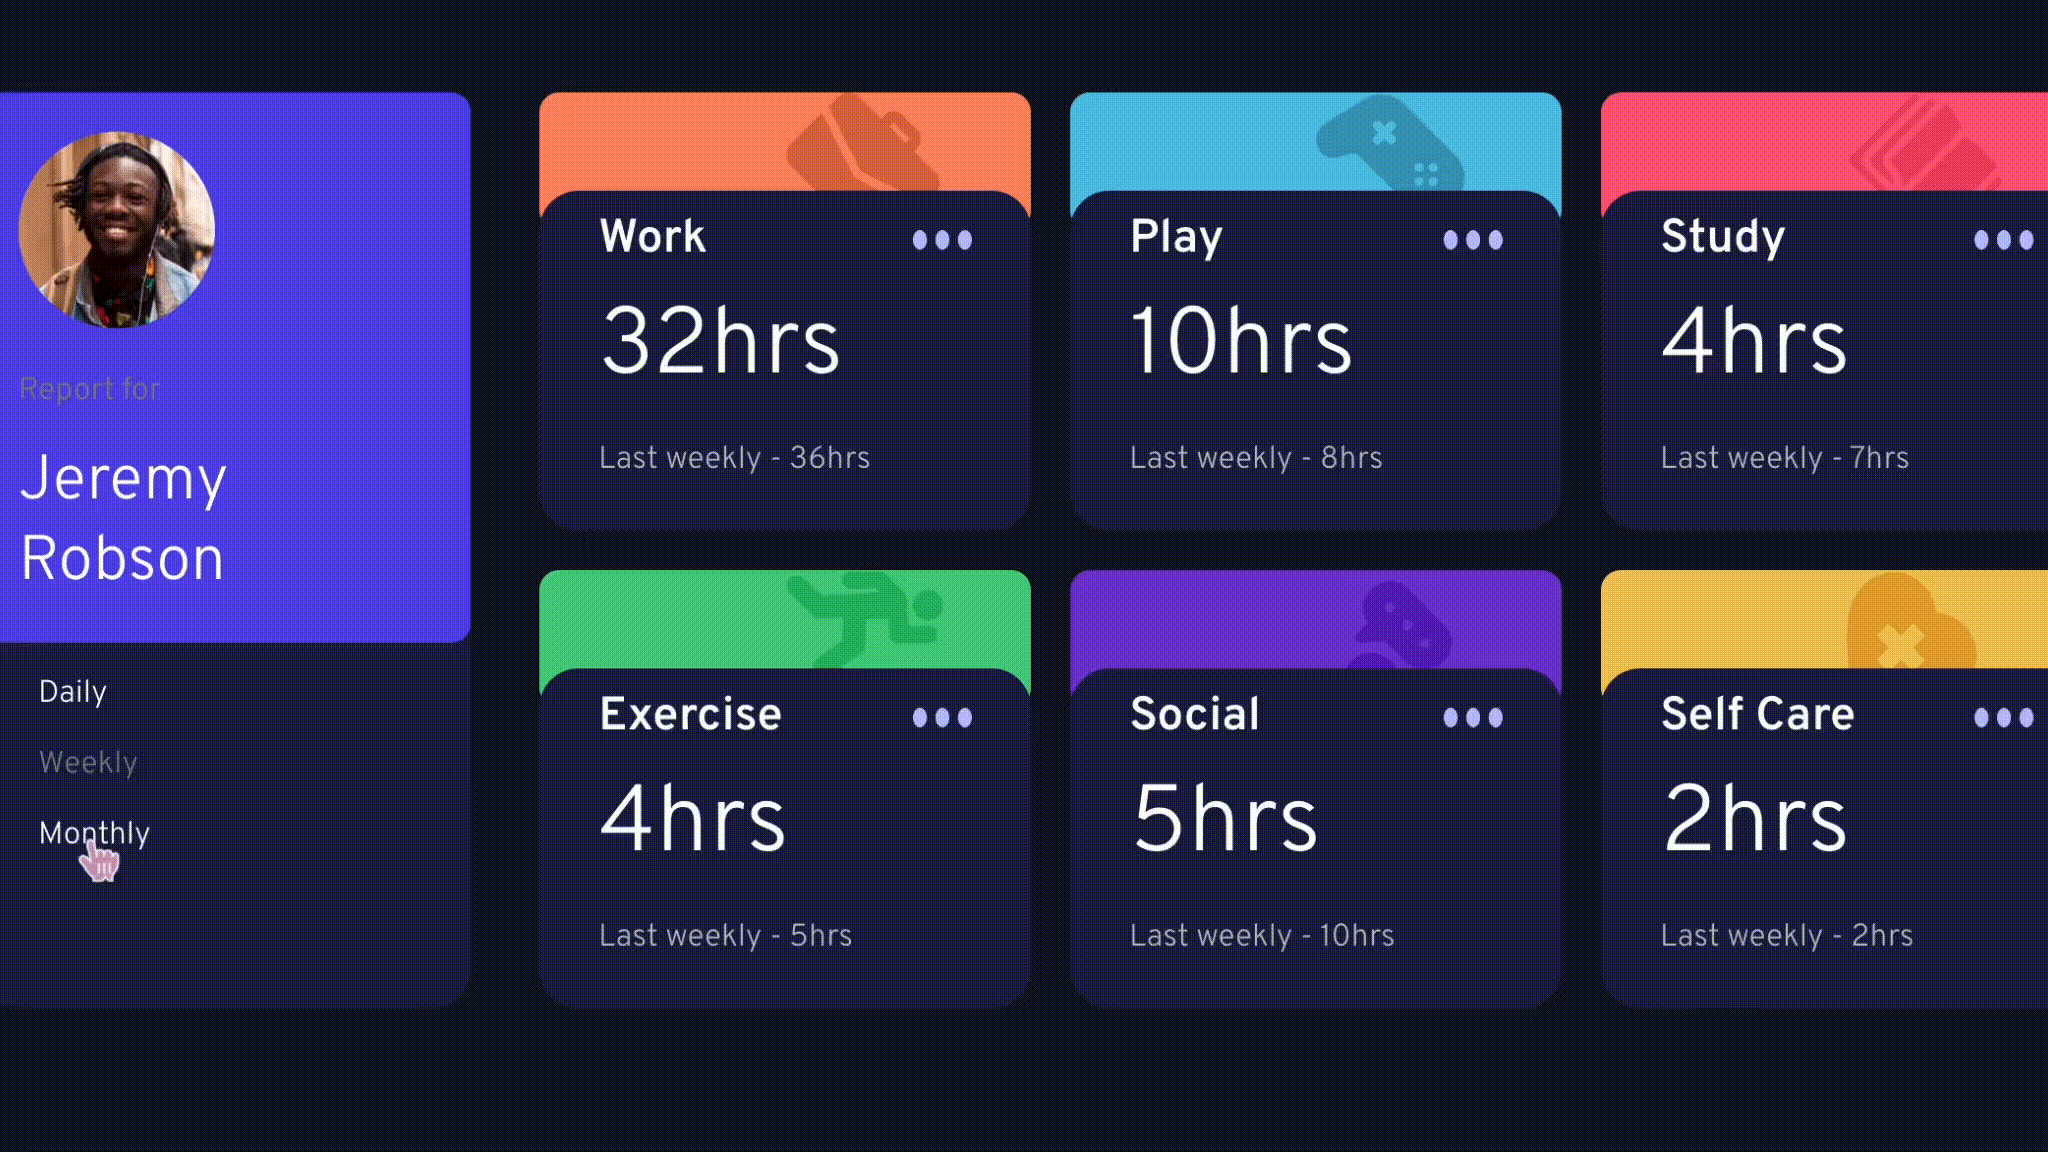 Report for
Jeremy
Robson
Daily
Weekly
Monthly
Work
32hrs
Last weekly - 36hrs
Play
10hrs
Last weekly - 8hrs
Study
4hrs
Last weekly - 7hrs
Exercise
4hrs
Last weekly - 5hrs
Social
5hrs
Last weekly - 10hrs
Self Care
2hrs
Last weekly - 2hrs